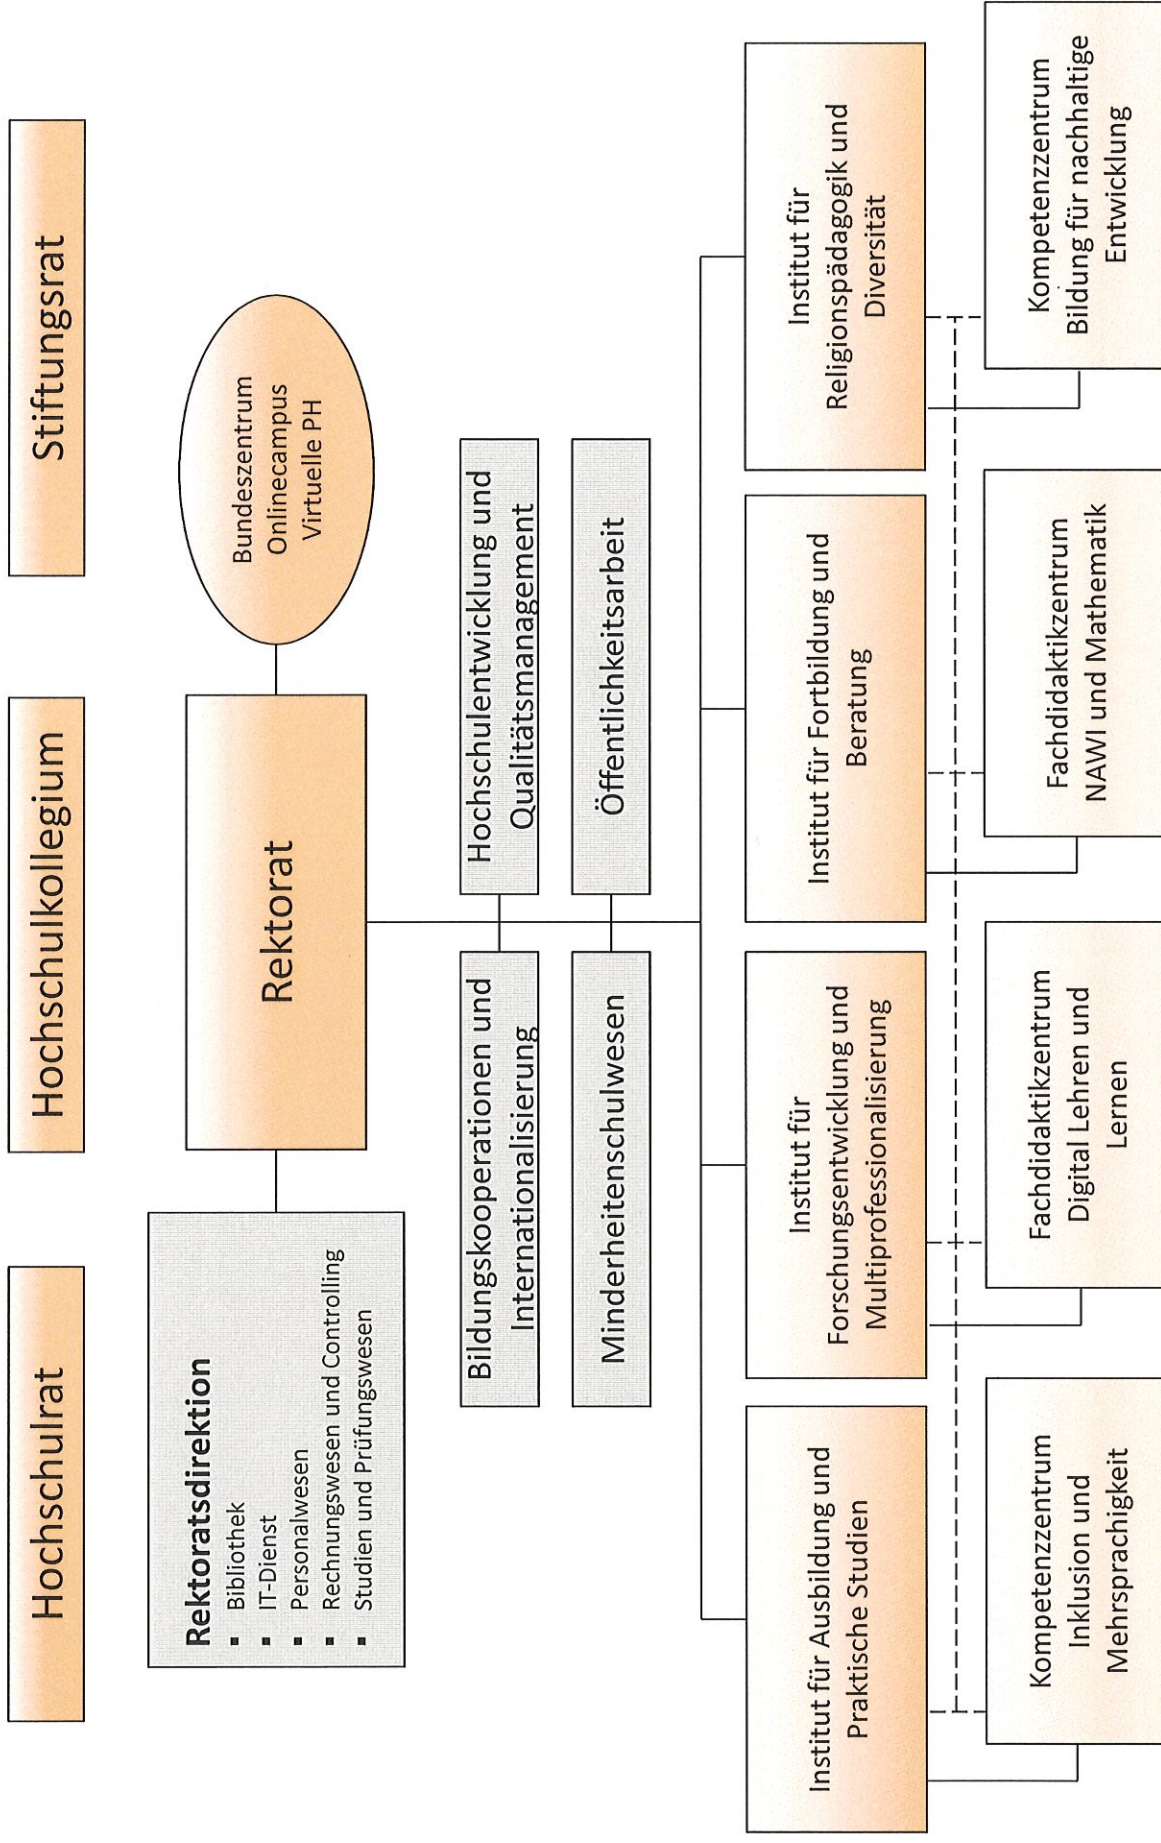 Hochschulrat
Hochschulkollegium
Stiftungsrat
Rektoratsdirektion
▪ Bibliothek
▪ IT-Dienst
▪ Personalwesen
▪ Rechnungswesen und Controlling
▪ Studien und Prüfungswesen
Rektorat
Bundeszentrum
Onlinecampus
Virtuelle PH
Bildungskooperationen und
Internationalisierung
Hochschulentwicklung und
Qualitätsmanagement
Minderheitenschulwesen
Öffentlichkeitsarbeit
Institut für Ausbildung und
Praktische Studien
Institut für
Forschungsentwicklung und
Multiprofessionalisierung
Institut für Fortbildung und
Beratung
Institut für
Religionspädagogik und
Diversität
Kompetenzzentrum
Inklusion und
Mehrsprachigkeit
Fachdidaktikzentrum
Digital Lehren und
Lernen
Fachdidaktikzentrum
NAWI und Mathematik
Kompetenzzentrum
Bildung für nachhaltige
Entwicklung